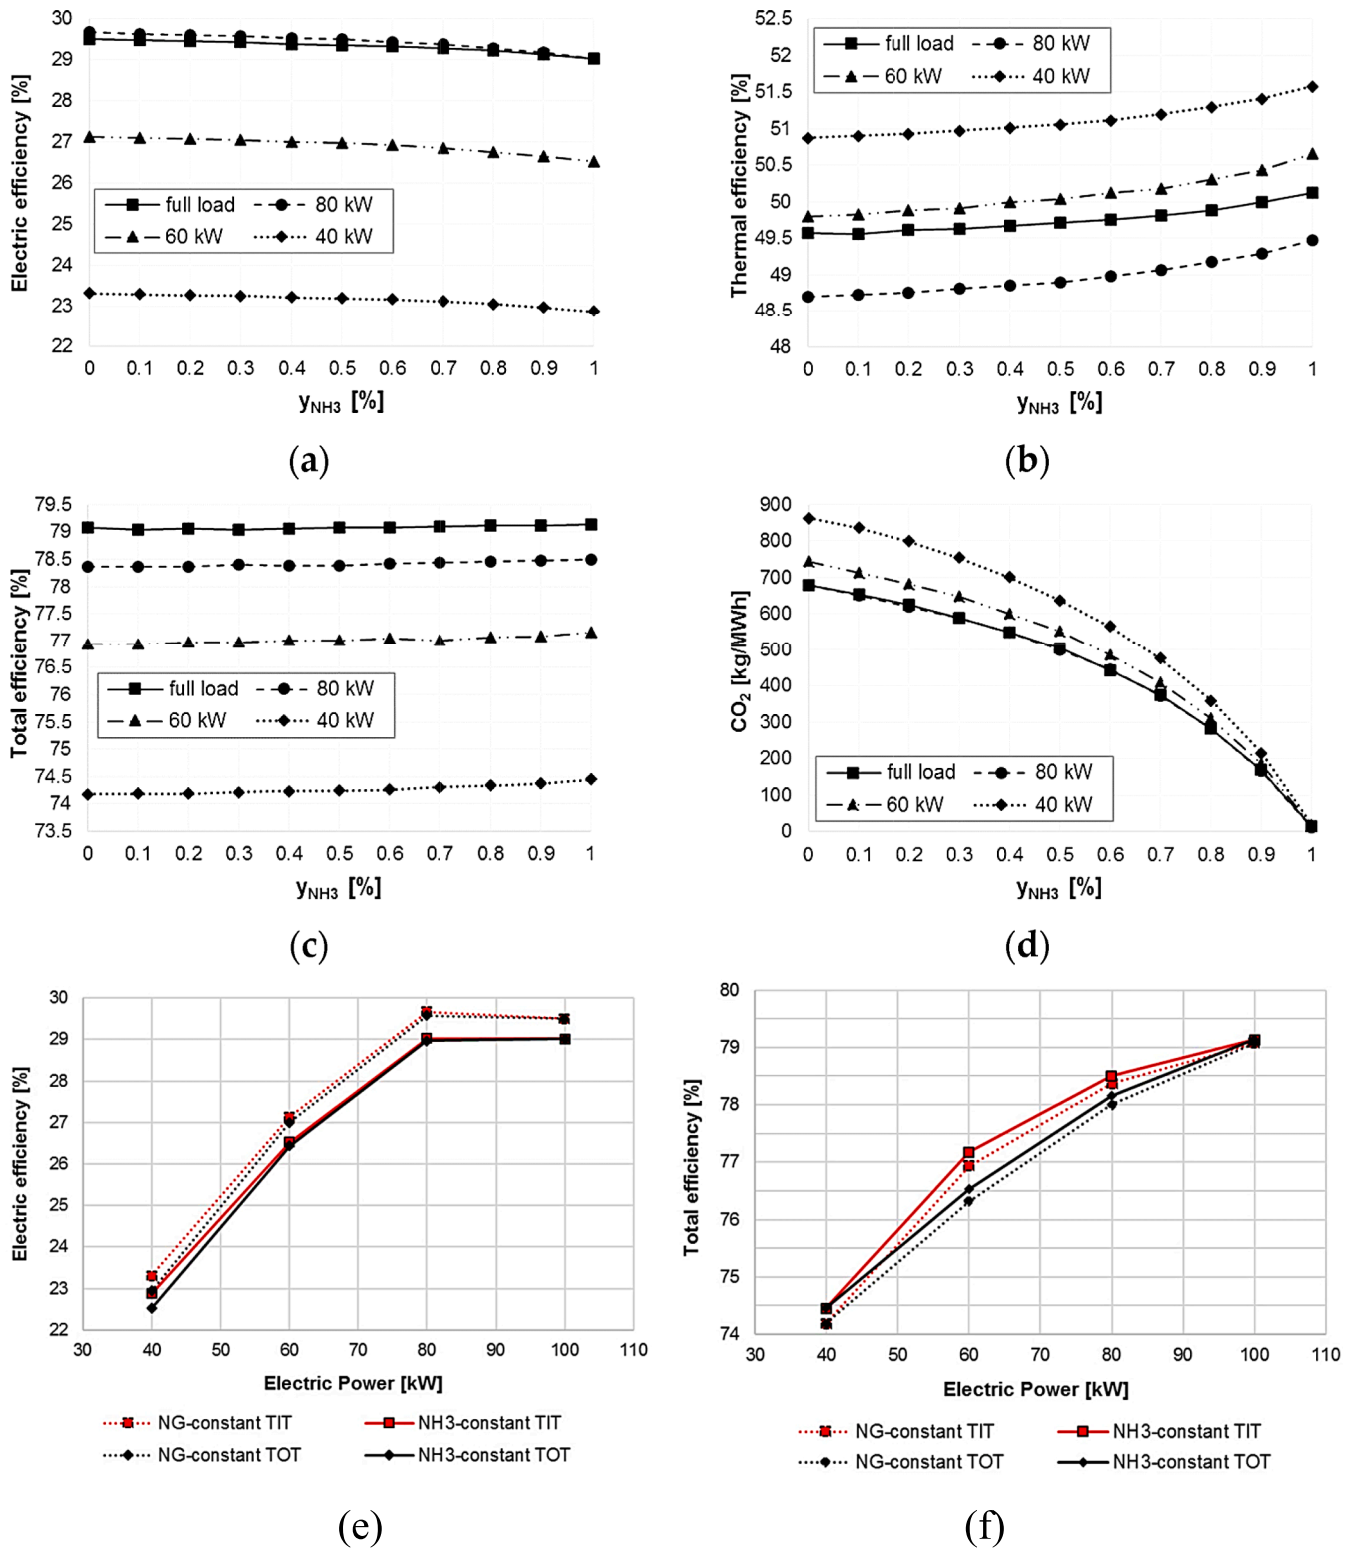 30
29
28
27
26
25
24
23
22
Electric efficiency [%]
full load 80 kW
60 kW 40 kW
0 0.1 0.2 0.3 0.4 0.5 0.6 0.7 0.8 0.9 1
yNH3 [%]
(a)
52.5
52
51.5
51
50.5
50
49.5
49
48.5
48
Thermal efficiency [%]
full load 80 kW
60 kW 40 kW
0 0.1 0.2 0.3 0.4 0.5 0.6 0.7 0.8 0.9 1
yNH3 [%]
(b)
79.5
79
78.5
78
77.5
77
76.5
76
75.5
75
74.5
74
73.5
Total efficiency [%]
full load 80 kW
60 kW 40 kW
0 0.1 0.2 0.3 0.4 0.5 0.6 0.7 0.8 0.9 1
yNH3 [%]
(c)
900
800
700
600
500
400
300
200
100
0
CO2 [kg/MWh]
full load 80 kW
60 kW 40 kW
0 0.1 0.2 0.3 0.4 0.5 0.6 0.7 0.8 0.9 1
yNH3 [%]
(d)
30
29
28
27
26
25
24
23
22
Electric efficiency [%]
30 40 50 60 70 80 90 100 110
Electric Power [kW]
NG-constant TIT NH3-constant TIT
NG-constant TOT NH3-constant TOT
(e)
80
79
78
77
76
75
74
Total efficiency [%]
30 40 50 60 70 80 90 100 110
Electric Power [kW]
NG-constant TIT NH3-constant TIT
NG-constant TOT NH3-constant TOT
(f)